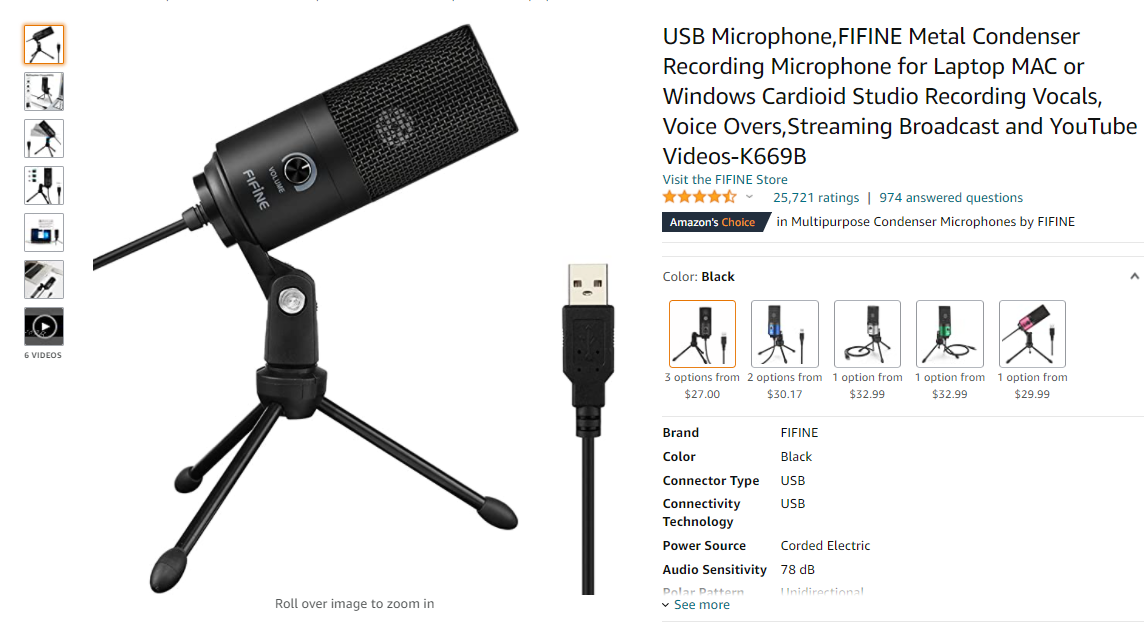 USB Microphone,FIFINE Metal Condenser
Recording Microphone for Laptop MAC or
Windows Cardioid Studio Recording Vocals,
Voice Overs,Streaming Broadcast and YouTube
Videos-K669B
Visit the FIFINE Store
25,721 ratings | 974 answered questions
Amazon's Choice in Multipurpose Condenser Microphones by FIFINE
VOLUME
FIFINE
6 VIDEOS
Roll over image to zoom in
Color: Black
3 options from
$27.00
2 options from
$30.17
1 option from
$32.99
1 option from
$32.99
1 option from
$29.99
Brand FIFINE
Color Black
Connector Type USB
Connectivity USB
Technology
Power Source Corded Electric
Audio Sensitivity 78 dB
Polar Pattern Unidirectional
See more